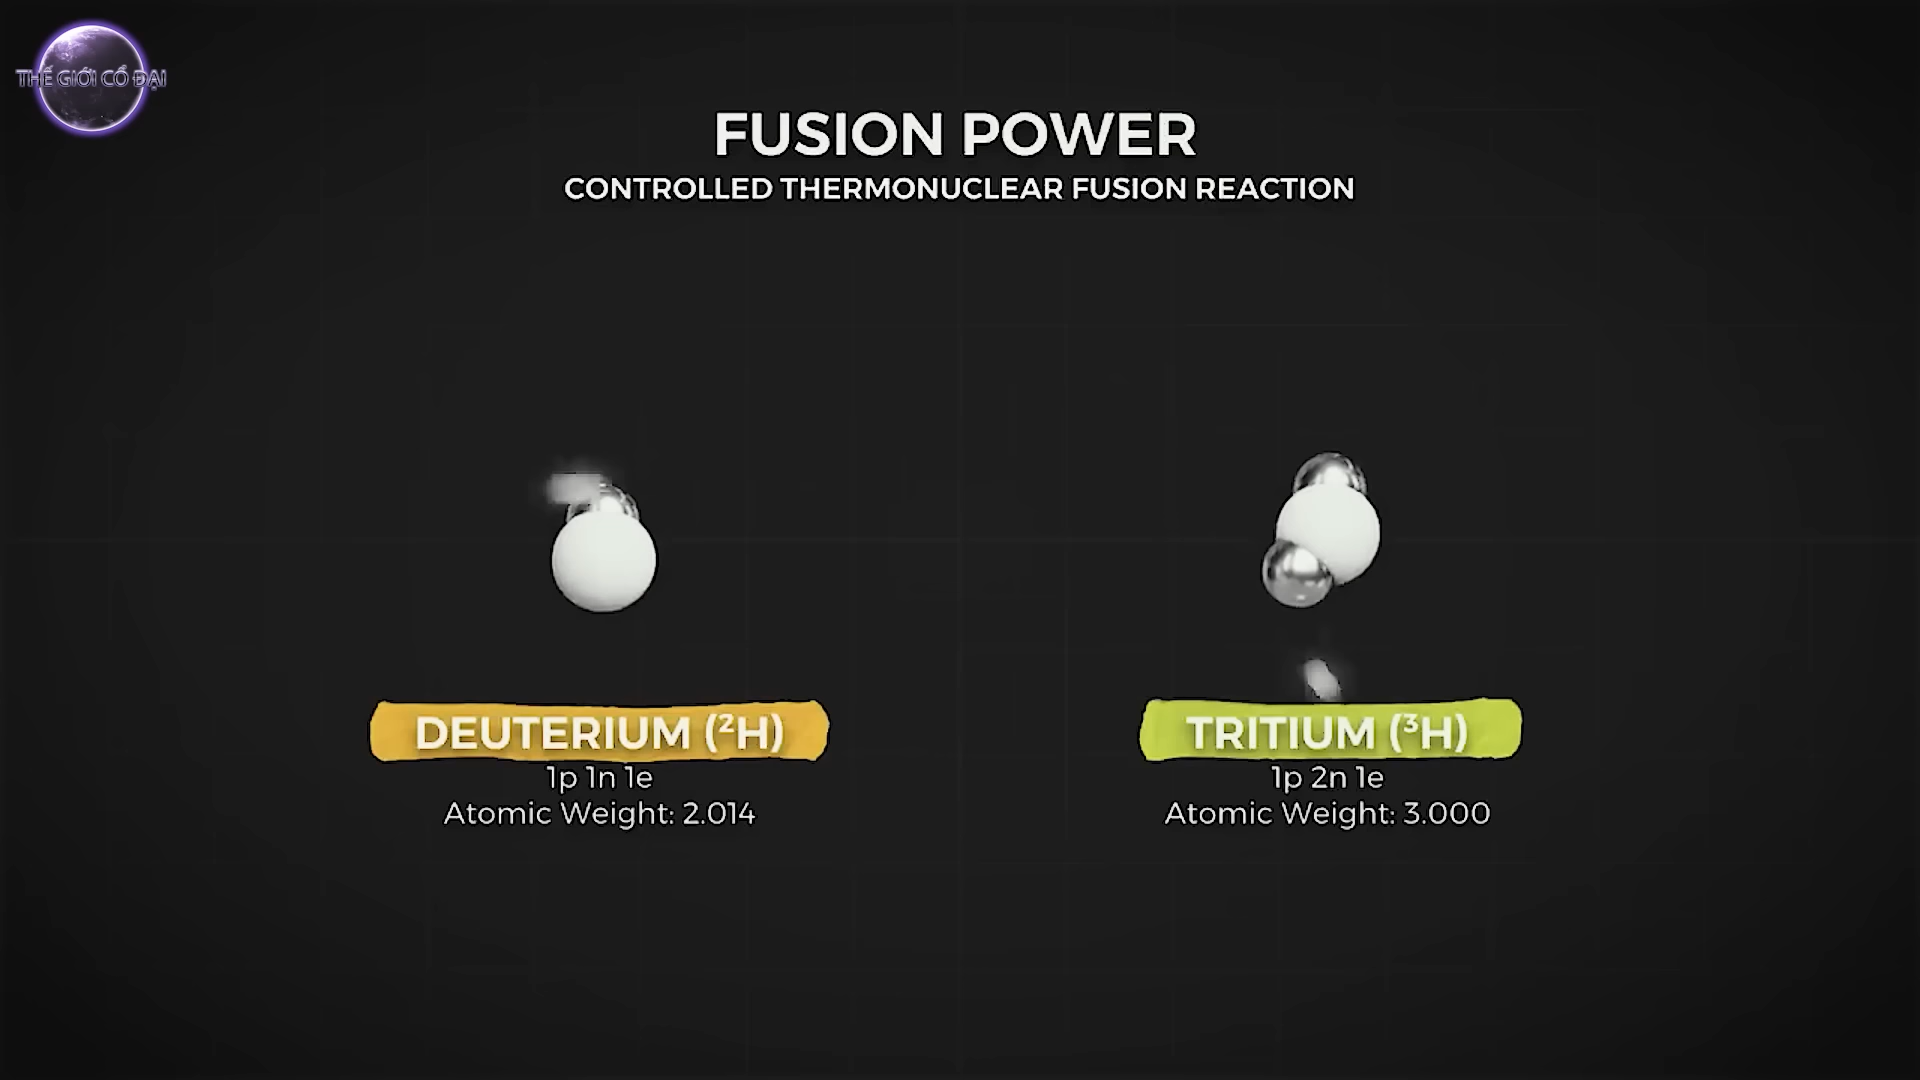 THẾ GIỚI CỔ ĐẠI
FUSION POWER
CONTROLLED THERMONUCLEAR FUSION REACTION
DEUTERIUM (²H)
1p 1n 1e
Atomic Weight: 2.014
TRITIUM (³H)
1p 2n 1e
Atomic Weight: 3.000